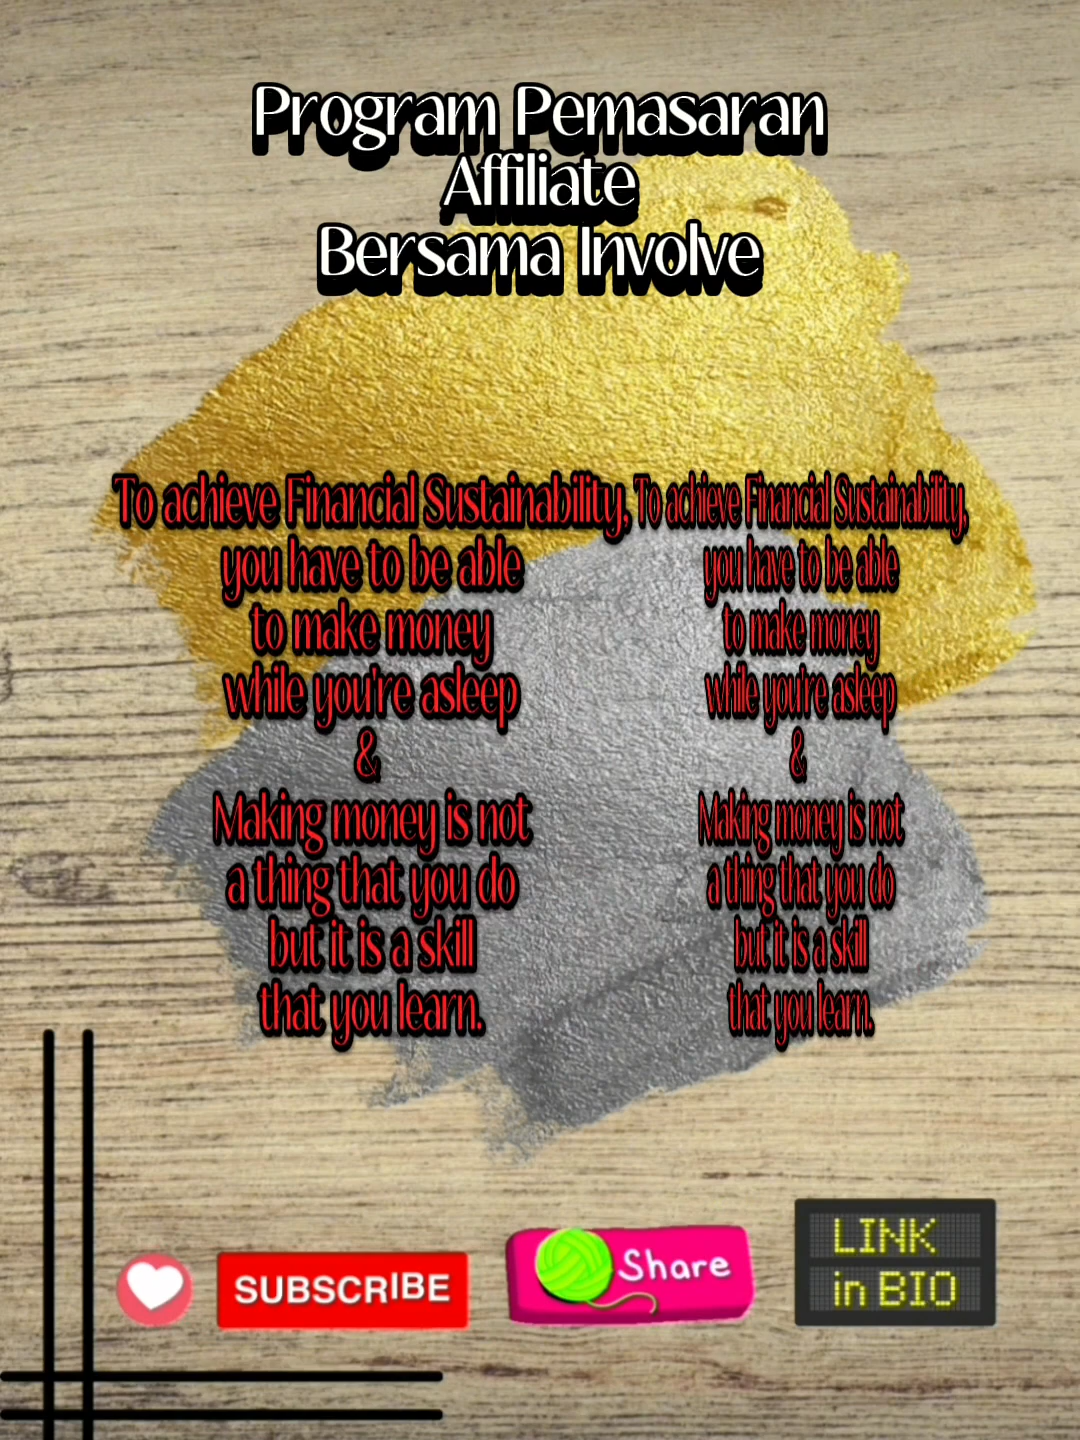 Program Pemasaran
Affiliate
Bersama Involve
To achieve Financial Sustainability,
you have to be able
to make money
while you're asleep
&
Making money is not
a thing that you do
but it is a skill
that you learn.
To achieve Financial Sustainability,
you have to be able
to make money
while you're asleep
&
Making money is not
a thing that you do
but it is a skill
that you learn.
SUBSCRIBE
Share
LINK
in BIO